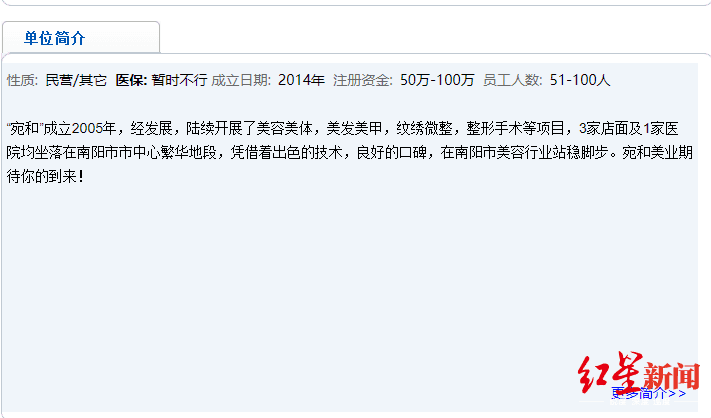 单位简介
性质: 民营/其它 医保: 暂时不行 成立日期: 2014年 注册资金: 50万-100万 员工人数: 51-100人
“宛和”成立2005年，经发展，陆续开展了美容美体，美发美甲，纹绣微整，整形手术等项目，3家店面及1家医
院均坐落在南阳市市中心繁华地段，凭借着出色的技术，良好的口碑，在南阳市美容行业站稳脚步。宛和美业期
待你的到来！
红星新闻
更多简介>>